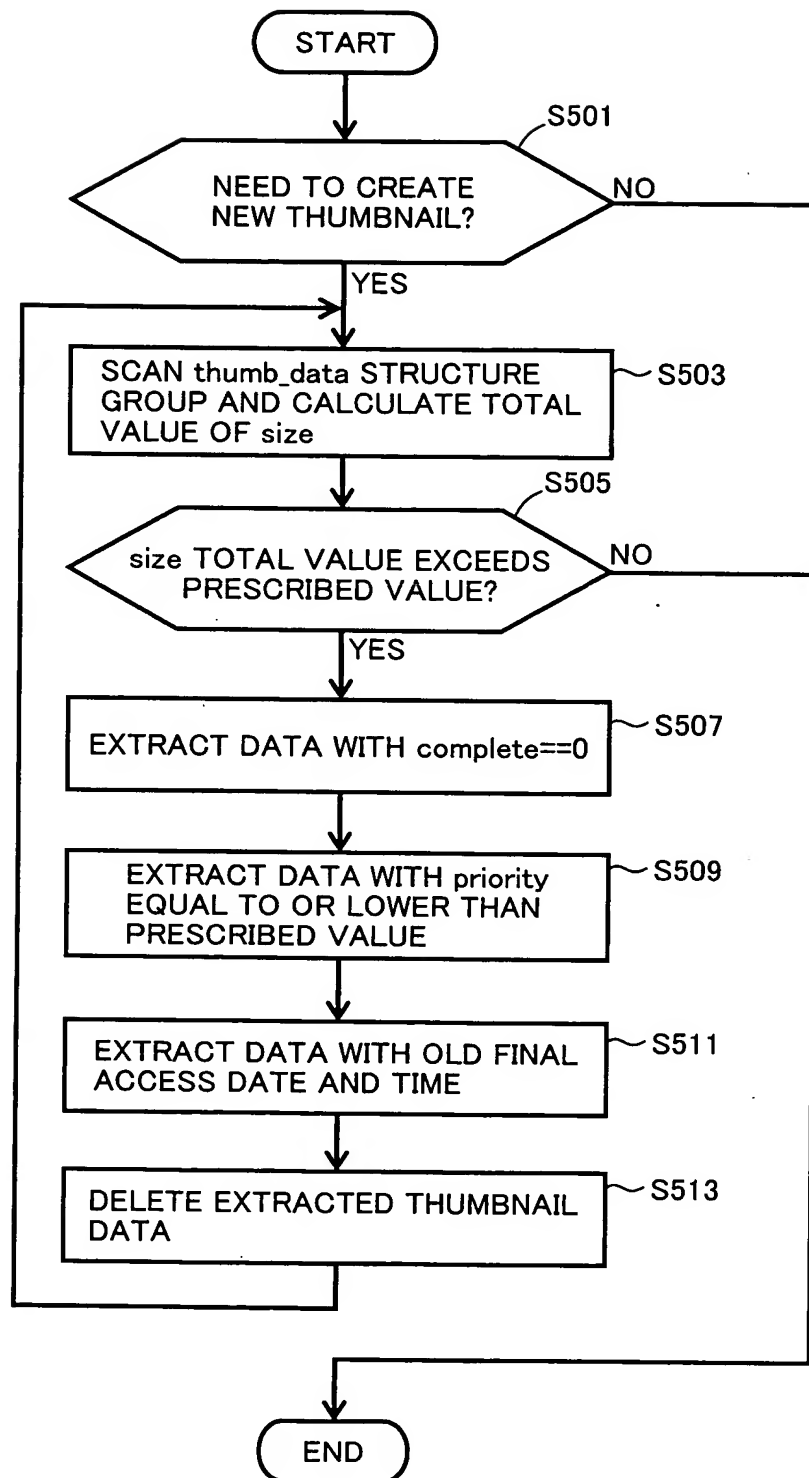 START
S501
NEED TO CREATE
NEW THUMBNAIL?
NO
YES
SCAN thumb_data STRUCTURE
GROUP AND CALCULATE TOTAL
VALUE OF size
S503
S505
size TOTAL VALUE EXCEEDS
PRESCRIBED VALUE?
NO
YES
EXTRACT DATA WITH complete==0
S507
EXTRACT DATA WITH priority
EQUAL TO OR LOWER THAN
PRESCRIBED VALUE
S509
EXTRACT DATA WITH OLD FINAL
ACCESS DATE AND TIME
S511
DELETE EXTRACTED THUMBNAIL
DATA
S513
END